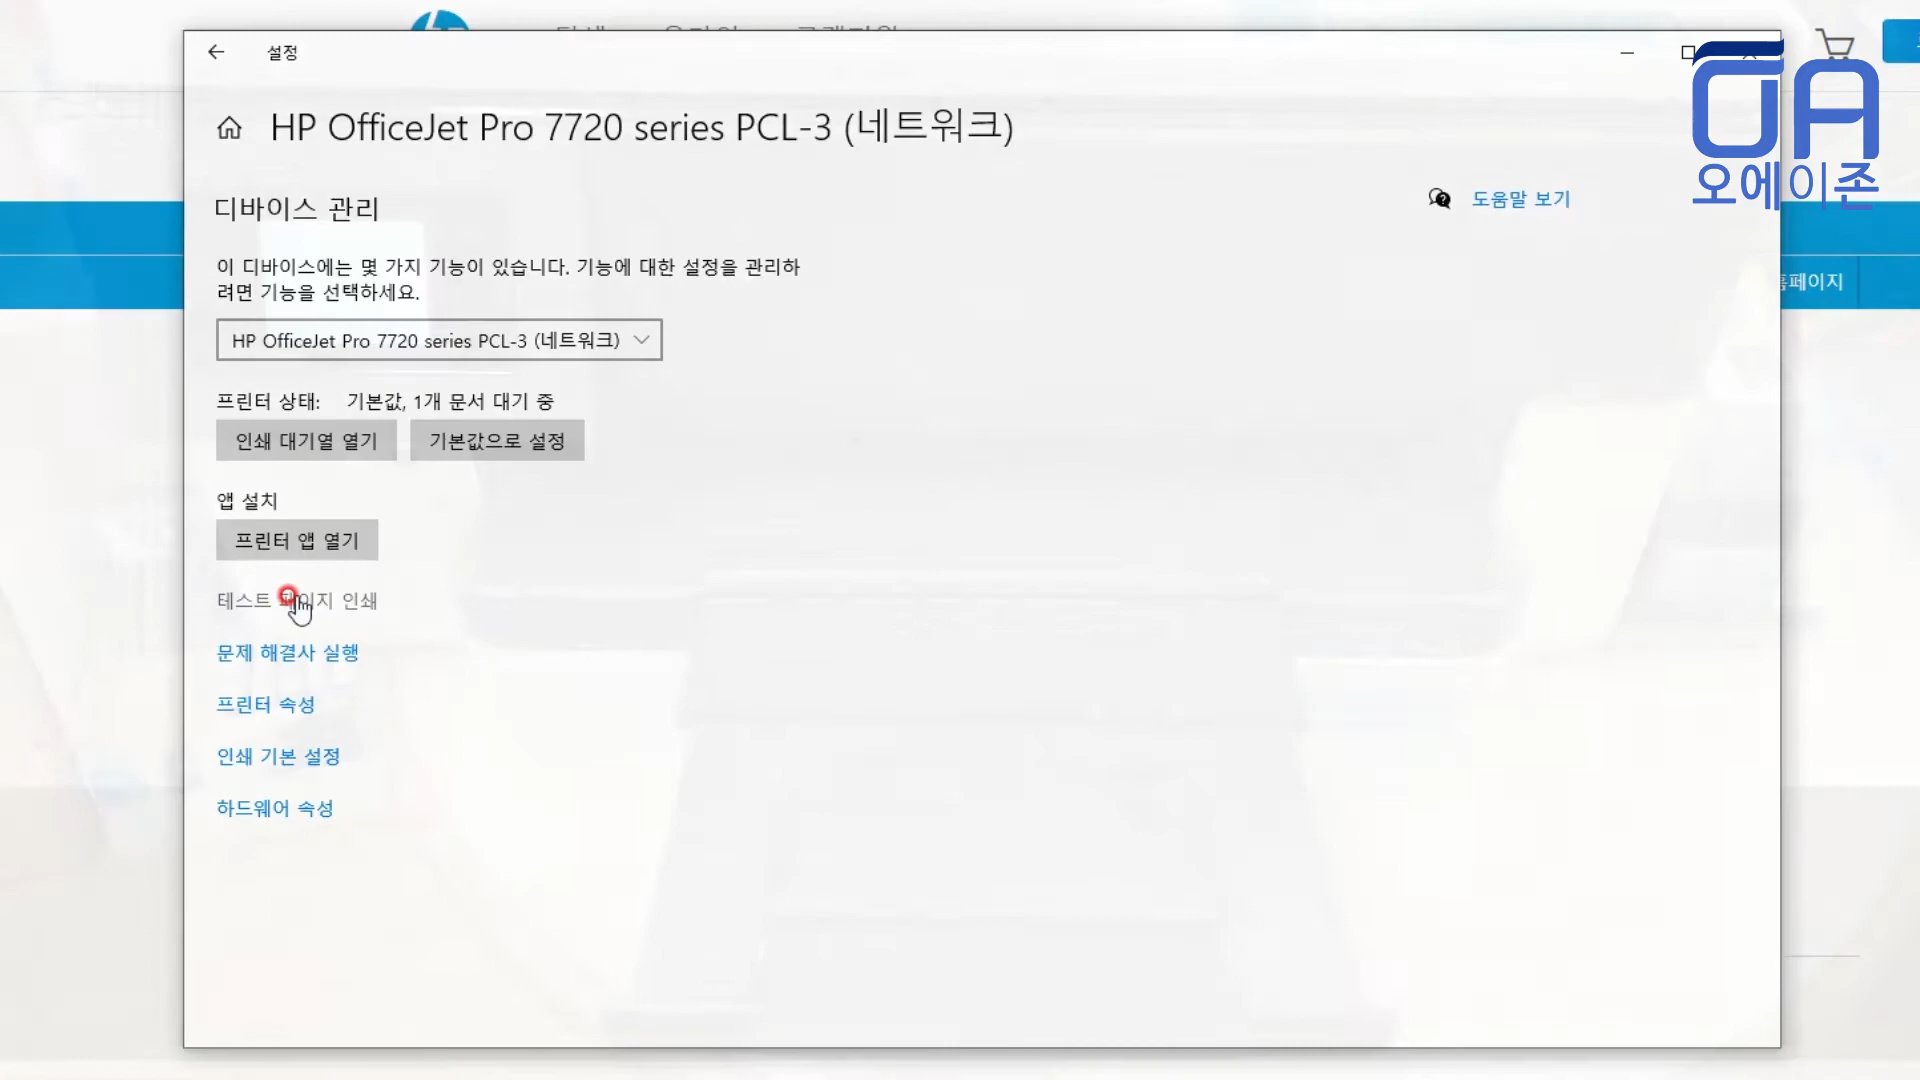 설정
HP OfficeJet Pro 7720 series PCL-3 (네트워크)
오에이존
디바이스 관리
도움말 보기
이 디바이스에는 몇 가지 기능이 있습니다. 기능에 대한 설정을 관리하
려면 기능을 선택하세요.
홈페이지
HP OfficeJet Pro 7720 series PCL-3 (네트워크)
프린터 상태: 기본값, 1개 문서 대기 중
인쇄 대기열 열기 기본값으로 설정
앱 설치
프린터 앱 열기
테스트 페이지 인쇄
문제 해결사 실행
프린터 속성
인쇄 기본 설정
하드웨어 속성